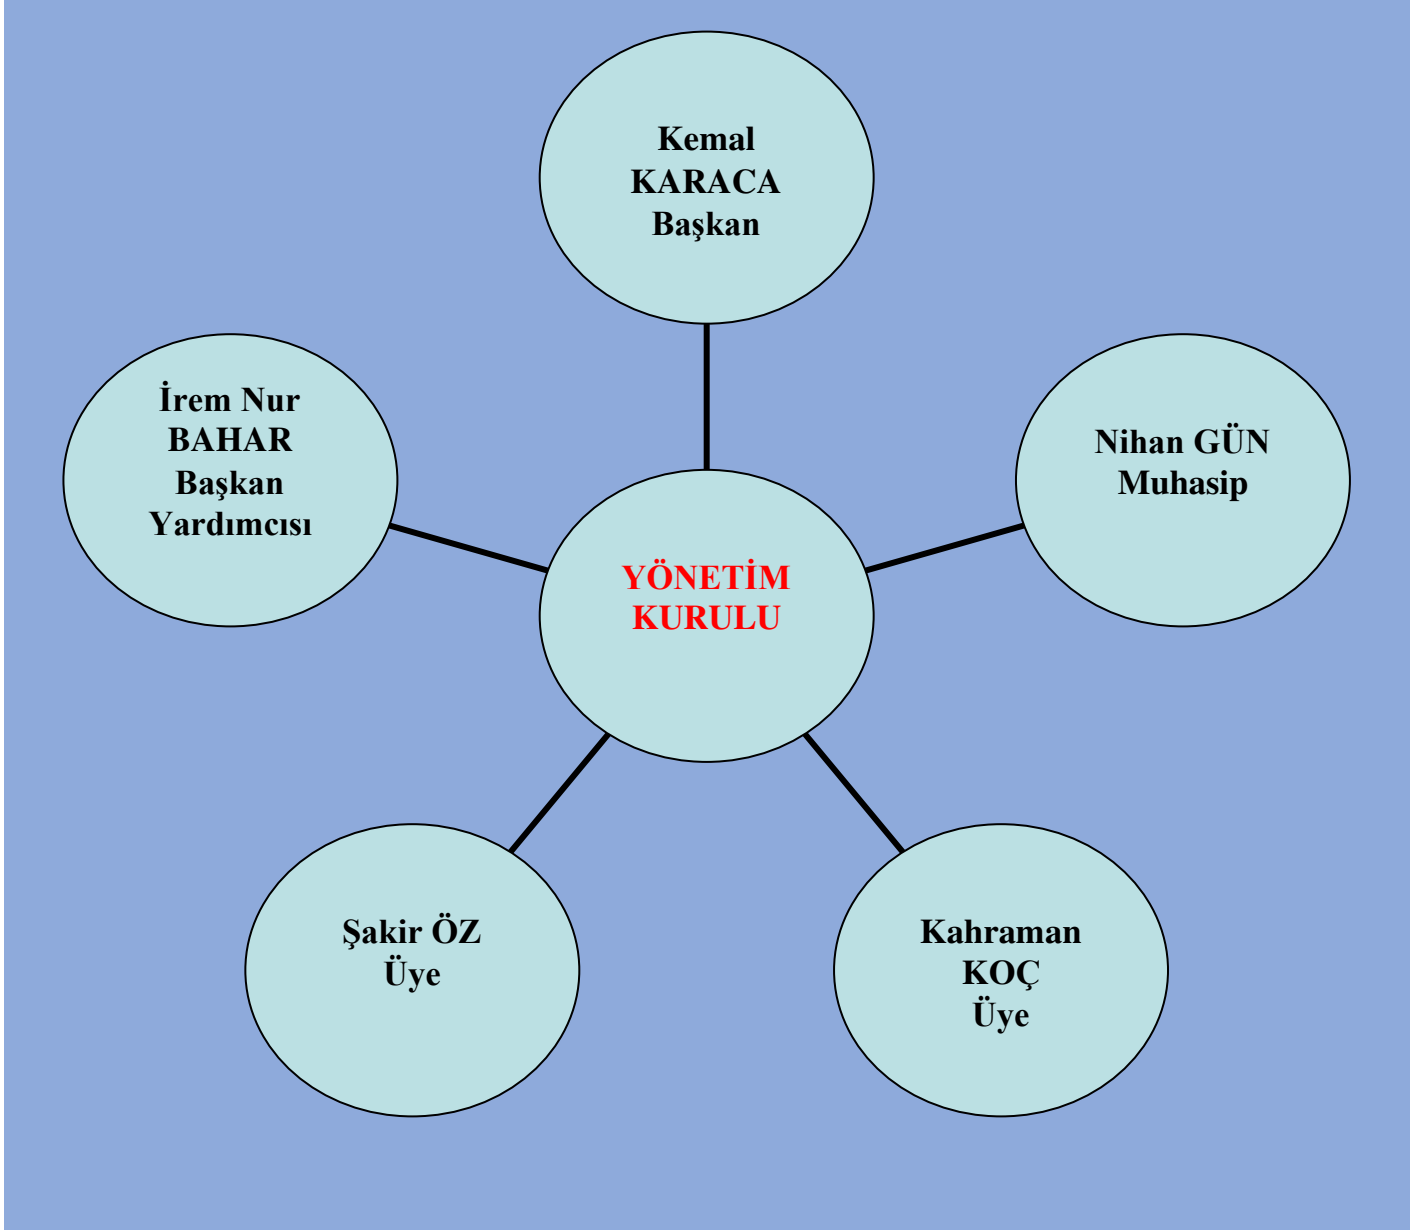 Kemal
KARACA
Başkan
İrem Nur
BAHAR
Başkan
Yardımcısı
Nihan GÜN
Muhasip
YÖNETİM
KURULU
Şakir ÖZ
Üye
Kahraman
KOÇ
Üye